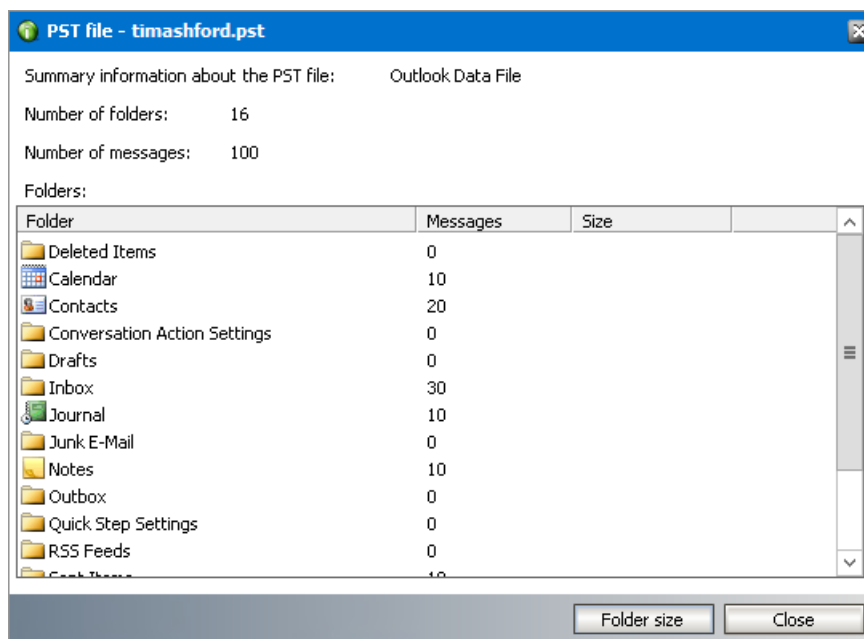 PST file - timashford.pst
Summary information about the PST file: Outlook Data File
Number of folders: 16
Number of messages: 100
Folders:
Folder Messages Size
Deleted Items 0
Calendar 10
Contacts 20
Conversation Action Settings 0
Drafts 0
Inbox 30
Journal 10
Junk E-Mail 0
Notes 10
Outbox 0
Quick Step Settings 0
RSS Feeds 0
Sent Items 10
Folder size Close